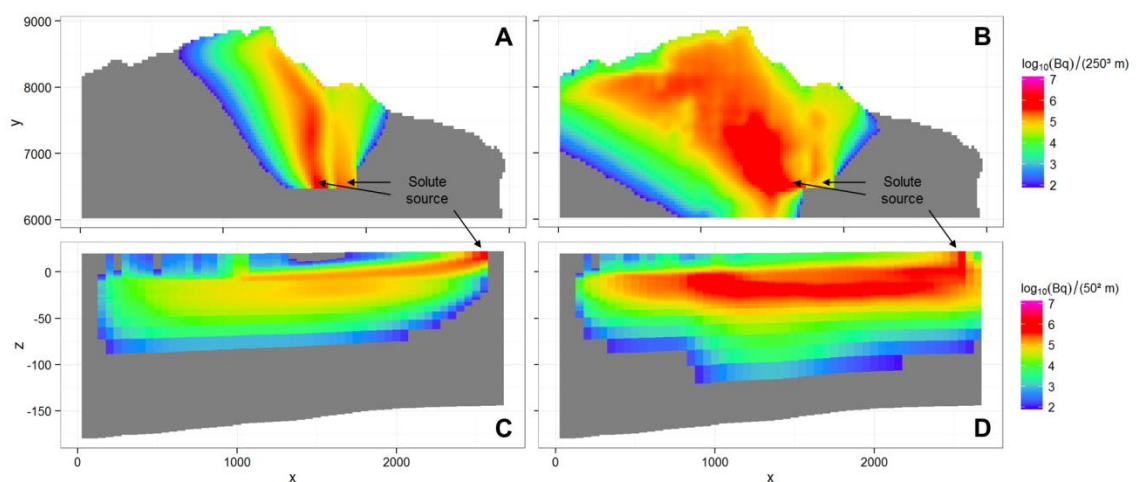 9000
8000
7000
6000
y
A
Solute
source
B
Solute
source
log₁₀(Bq)/(250³ m)
7
6
5
4
3
2
0
-50
-100
-150
z
C
D
log₁₀(Bq)/(50² m)
7
6
5
4
3
2
0
1000
2000
x
0
1000
2000
x